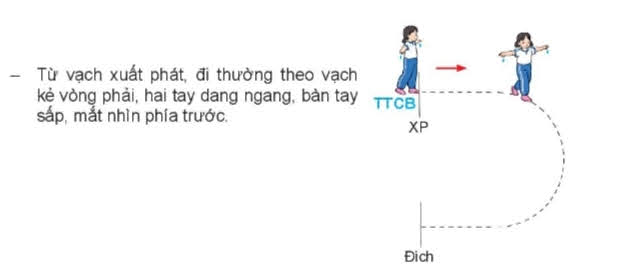 – Từ vạch xuất phát, đi thường theo vạch
kẻ vòng phải, hai tay dang ngang, bàn tay
sấp, mắt nhìn phía trước.
TTCB
XP
Đích